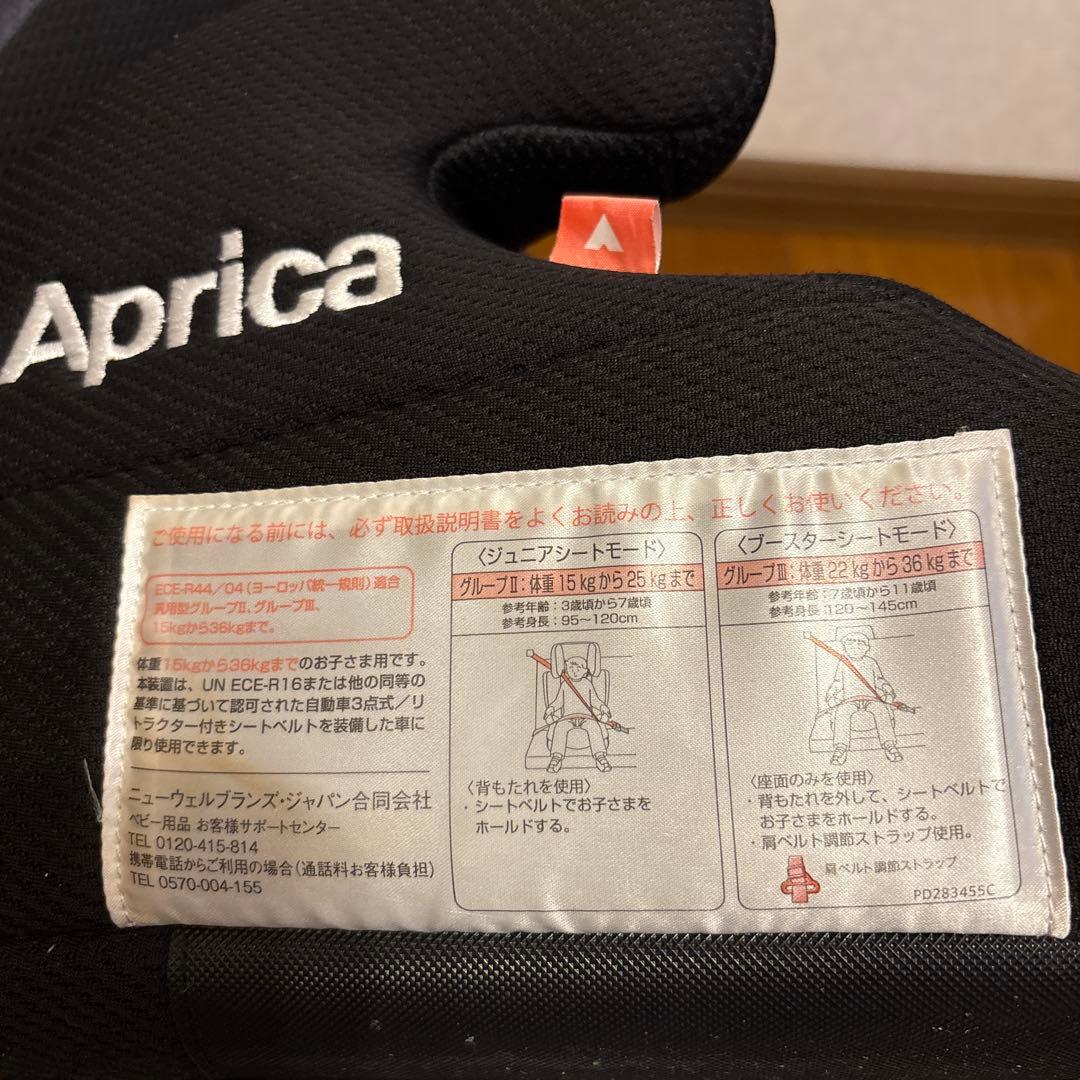 Aprica
ご使用になる前には、必ず取扱説明書をよくお読みの上、正しくお使いください。
ECE-R44／04（ヨーロッパ統一規則）適合
汎用型グループⅡ、グループⅢ、
15kgから36kgまで。
体重15kgから36kgまでのお子さま用です。
本装置は、UN ECE-R16または他の同等の
基準に基づいて認可された自動車3点式／リ
トラクター付きシートベルトを装備した車に
限り使用できます。
ニューウェルブランズ・ジャパン合同会社
ベビー用品 お客様サポートセンター
TEL 0120-415-814
携帯電話からご利用の場合（通話料お客様負担）
TEL 0570-004-155
〈ジュニアシートモード〉
グループⅡ：体重15kgから25kgまで
参考年齢：3歳頃から7歳頃
参考身長：95～120cm
〈背もたれを使用〉
・シートベルトでお子さまを
ホールドする。
〈ブースターシートモード〉
グループⅢ：体重22kgから36kgまで
参考年齢：7歳頃から11歳頃
参考身長：120～145cm
〈座面のみを使用〉
・背もたれを外して、シートベルトで
お子さまをホールドする。
・肩ベルト調節ストラップ使用。
肩ベルト調節ストラップ
PD283455C